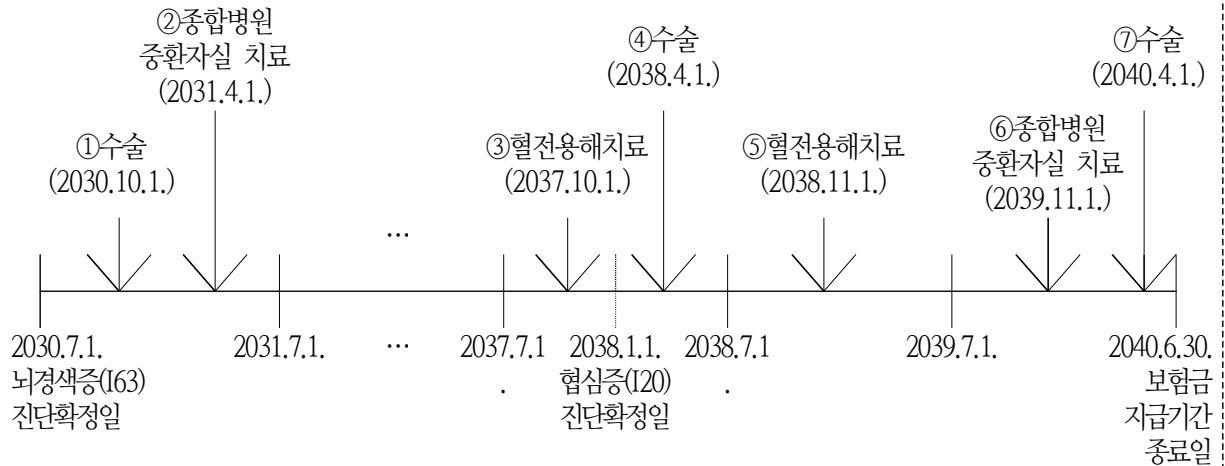 ①수술
(2030.10.1.)
②종합병원
중환자실 치료
(2031.4.1.)
…
③혈전용해치료
(2037.10.1.)
④수술
(2038.4.1.)
⑤혈전용해치료
(2038.11.1.)
⑥종합병원
중환자실 치료
(2039.11.1.)
⑦수술
(2040.4.1.)
2030.7.1.
뇌경색증(I63)
진단확정일
2031.7.1.
…
2037.7.1
.
2038.1.1.
협심증(I20)
진단확정일
2038.7.1
.
2039.7.1.
2040.6.30.
보험금
지급기간
종료일